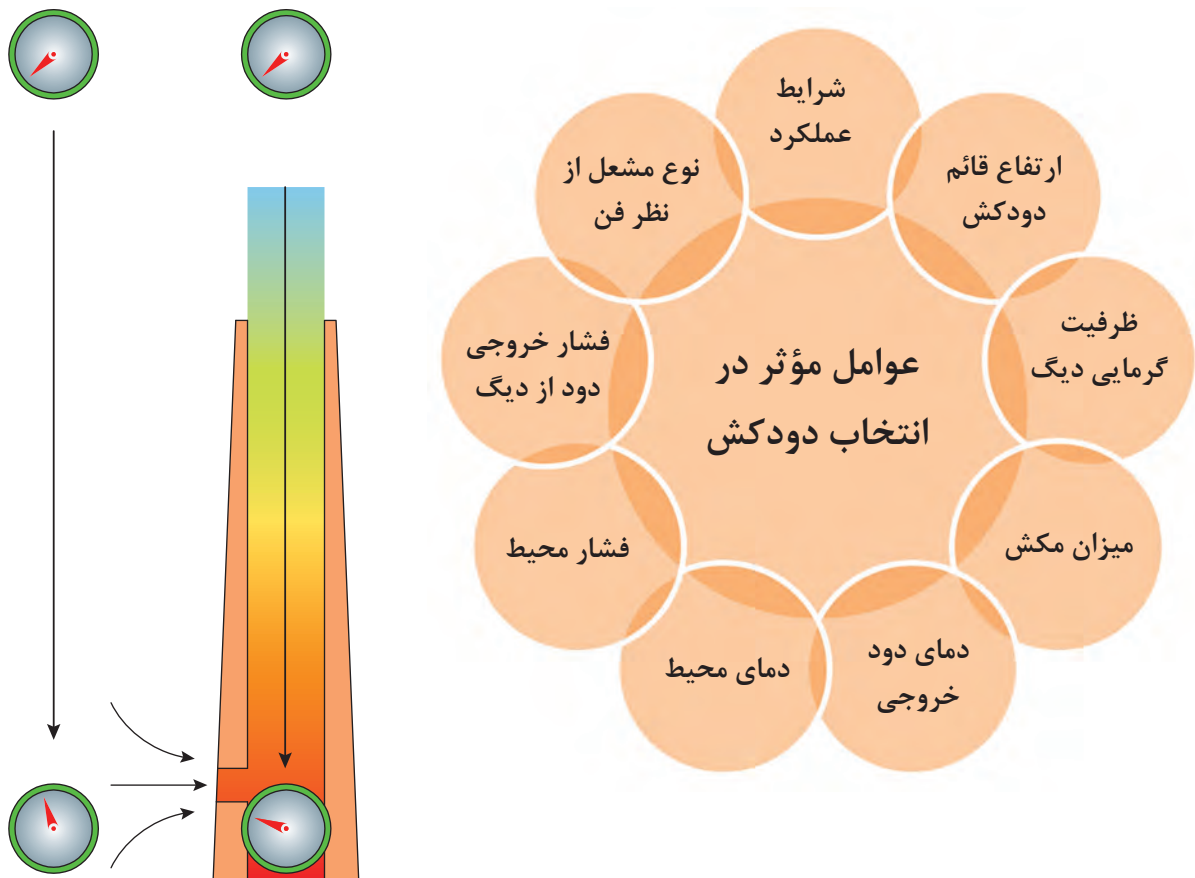 عوامل مؤثر در
انتخاب دودکش
شرایط
عملکرد
ارتفاع قائم
دودکش
ظرفیت
گرمایی دیگ
میزان مکش
دمای دود
خروجی
دمای محیط
فشار محیط
فشار خروجی
دود از دیگ
نوع مشعل از
نظر فن